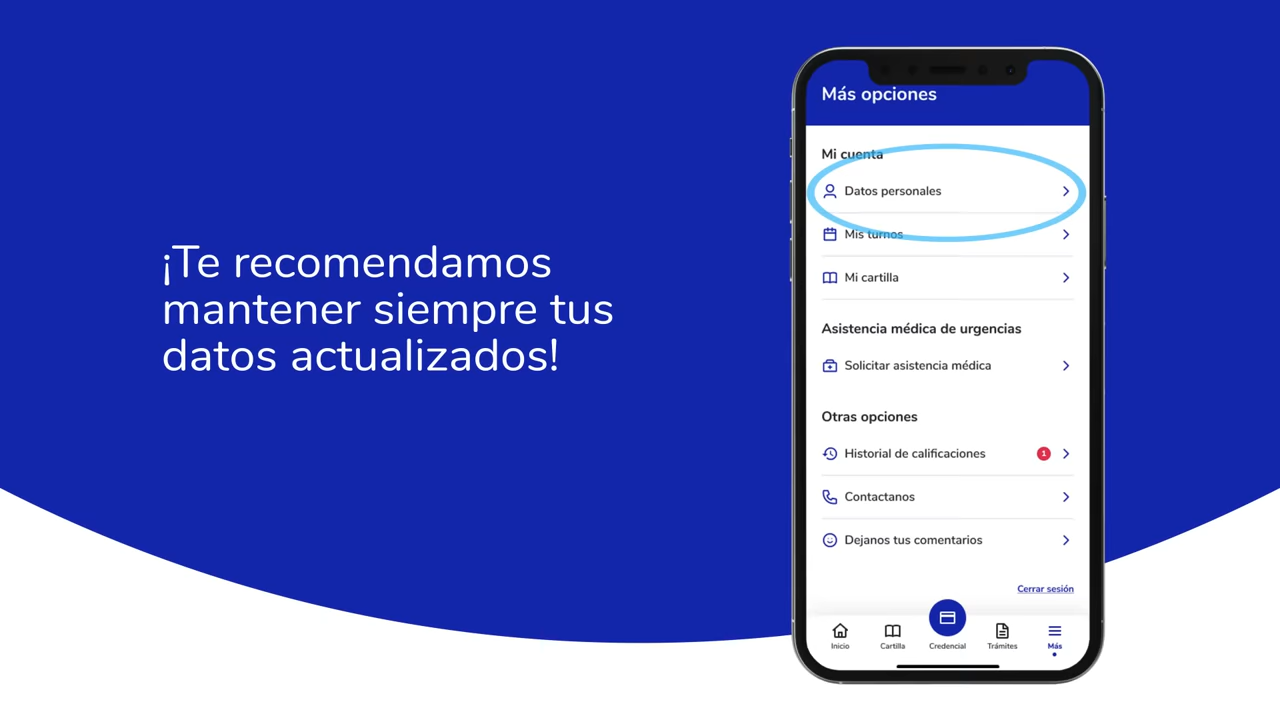 ¡Te recomendamos
mantener siempre tus
datos actualizados!
Más opciones
Mi cuenta
Datos personales
Mis turnos
Mi cartilla
Asistencia médica de urgencias
Solicitar asistencia médica
Otras opciones
Historial de calificaciones 1
Contactanos
Dejanos tus comentarios
Cerrar sesión
Inicio Cartilla Credencial Trámites Más